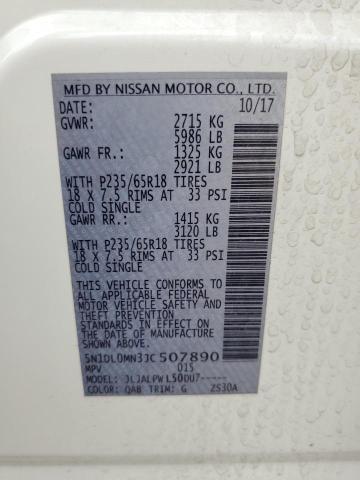 MFD BY NISSAN MOTOR CO., LTD.
DATE: 10/17
GVWR: 2715 KG
5986 LB
GAWR FR.: 1325 KG
2921 LB
WITH P235/65R18 TIRES
18 X 7.5 RIMS AT 33 PSI
COLD SINGLE
GAWR RR.: 1415 KG
3120 LB
WITH P235/65R18 TIRES
18 X 7.5 RIMS AT 33 PSI
COLD SINGLE
THIS VEHICLE CONFORMS TO
ALL APPLICABLE FEDERAL
MOTOR VEHICLE SAFETY AND
THEFT PREVENTION
STANDARDS IN EFFECT ON
THE DATE OF MANUFACTURE
SHOWN ABOVE.
5N1DL0MN3JC507890
MPV 015
MODEL: JLJALPWL50DU7-----
COLOR: QAB TRIM: G ZS30A